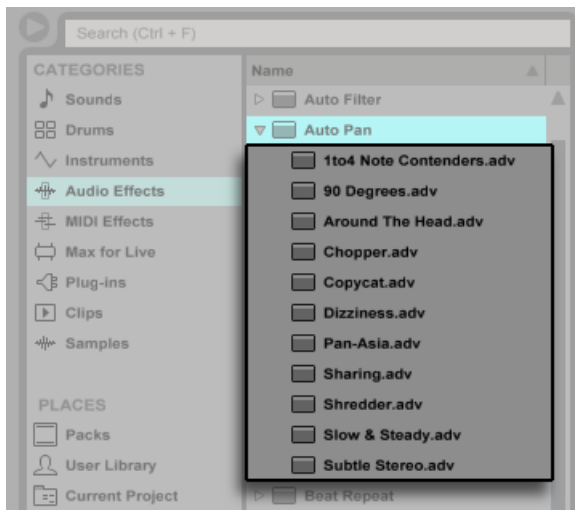 Search (Ctrl + F)
CATEGORIES
Sounds
Drums
Instruments
Audio Effects
MIDI Effects
Max for Live
Plug-ins
Clips
Samples
PLACES
Packs
User Library
Current Project
Name
Auto Filter
Auto Pan
1to4 Note Contenders.adv
90 Degrees.adv
Around The Head.adv
Chopper.adv
Copycat.adv
Dizziness.adv
Pan-Asia.adv
Sharing.adv
Shredder.adv
Slow & Steady.adv
Subtle Stereo.adv
Beat Repeat